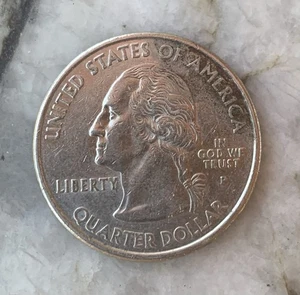 UNITED STATES OF AMERICA
LIBERTY
IN
GOD WE
TRUST
P
QUARTER DOLLAR